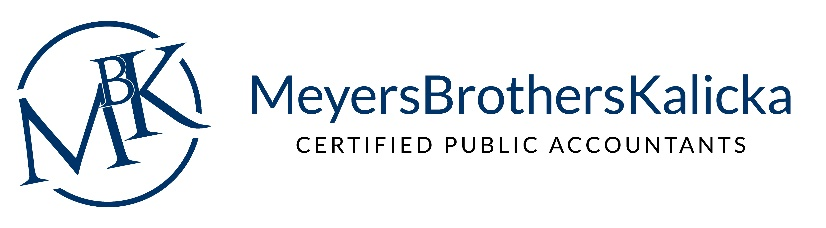 MBK
MeyersBrothersKalicka
CERTIFIED PUBLIC ACCOUNTANTS